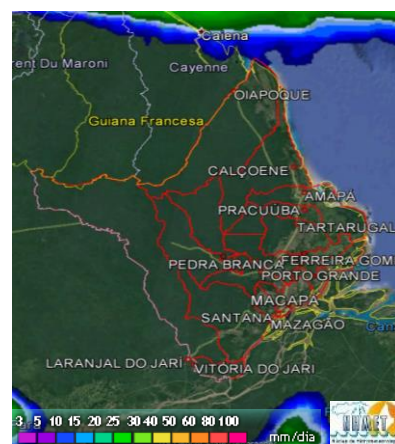 Caiena
rent Du Maroni
Cayenne
OIAPOQUE
Guiana Francesa
CALÇOENE
AMAPÁ
PRACUÚBA
TARTARUGAL
PEDRA BRANCA
FERREIRA GOM
PORTO GRANDE
MACAPÁ
SANTANA
MAZAGÃO
LARANJAL DO JARÍ
VITÓRIA DO JARI
3 5 10 15 20 25 30 40 50 60 80 100
mm/dia